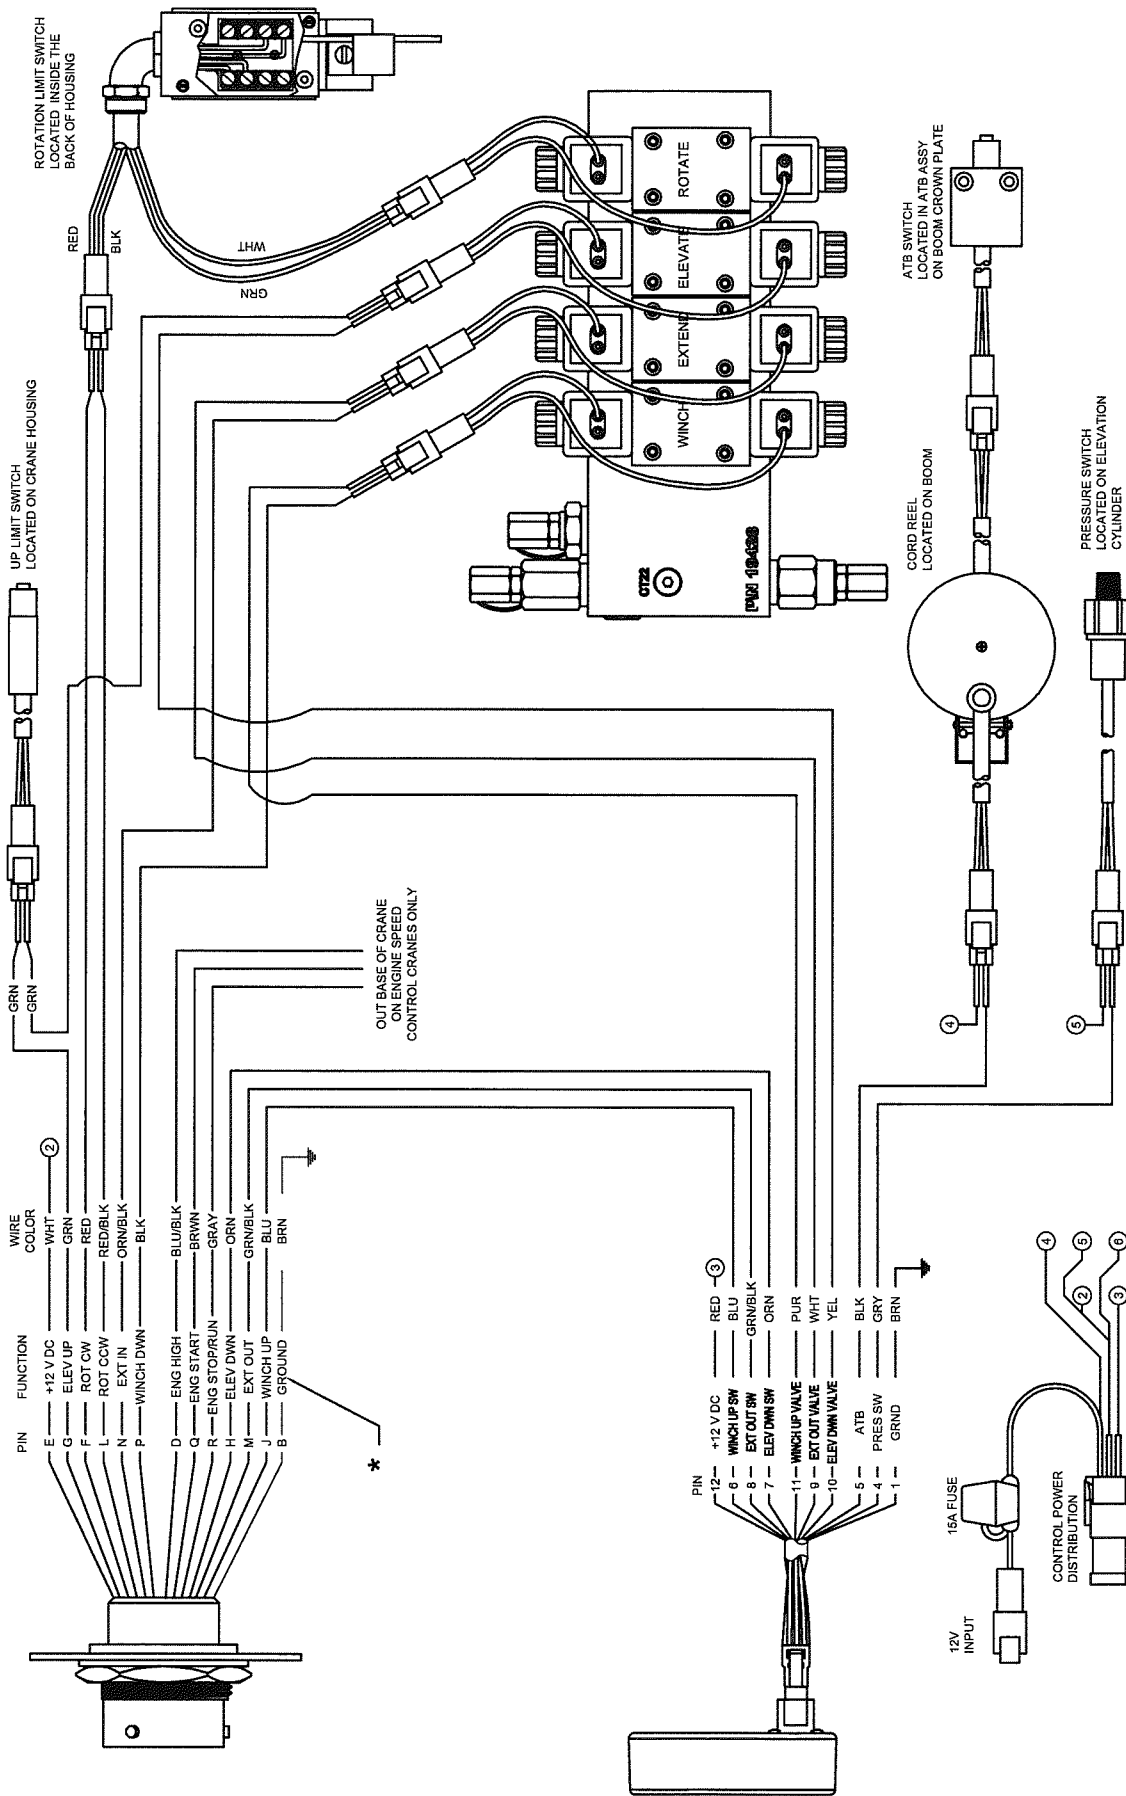 ROTATION LIMIT SWITCH
LOCATED INSIDE THE
BACK OF HOUSING
RED
BLK
WHT
GRN
UP LIMIT SWITCH
LOCATED ON CRANE HOUSING
GRN
GRN
ROTATE
ELEVATE
EXTEND
WINCH
CT22
P\N 19426
ATB SWITCH
LOCATED IN ATB ASSY
ON BOOM CROWN PLATE
CORD REEL
LOCATED ON BOOM
PRESSURE SWITCH
LOCATED ON ELEVATION
CYLINDER
OUT BASE OF CRANE
ON ENGINE SPEED
CONTROL CRANES ONLY
PIN FUNCTION WIRE
COLOR
E +12 V DC WHT 2
G ELEV UP GRN
F ROT CW RED
L ROT CCW RED/BLK
N EXT IN ORN/BLK
P WINCH DWN BLK
D ENG HIGH BLU/BLK
Q ENG START BRWN
R ENG STOP/RUN GRAY
H ELEV DWN ORN
M EXT OUT GRN/BLK
J WINCH UP BLU
B GROUND BRN
*
PIN
12 +12 V DC RED 3
6 WINCH UP SW BLU
8 EXT OUT SW GRN/BLK
7 ELEV DWN SW ORN
11 WINCH UP VALVE PUR
9 EXT OUT VALVE WHT
10 ELEV DWN VALVE YEL
5 ATB BLK
4 PRES SW GRY
1 GRND BRN
4
5
15A FUSE
12V
INPUT
CONTROL POWER
DISTRIBUTION
4
5
2
6
3